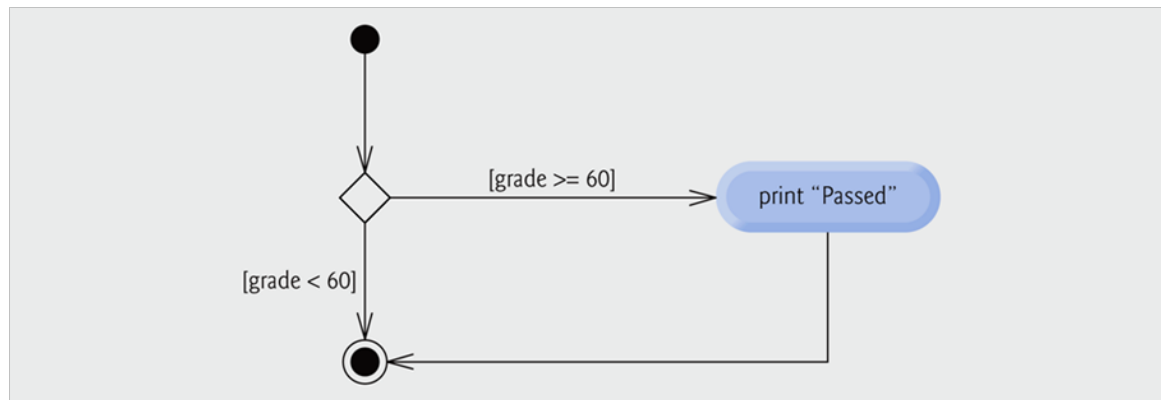 [grade >= 60]
print “Passed”
[grade < 60]